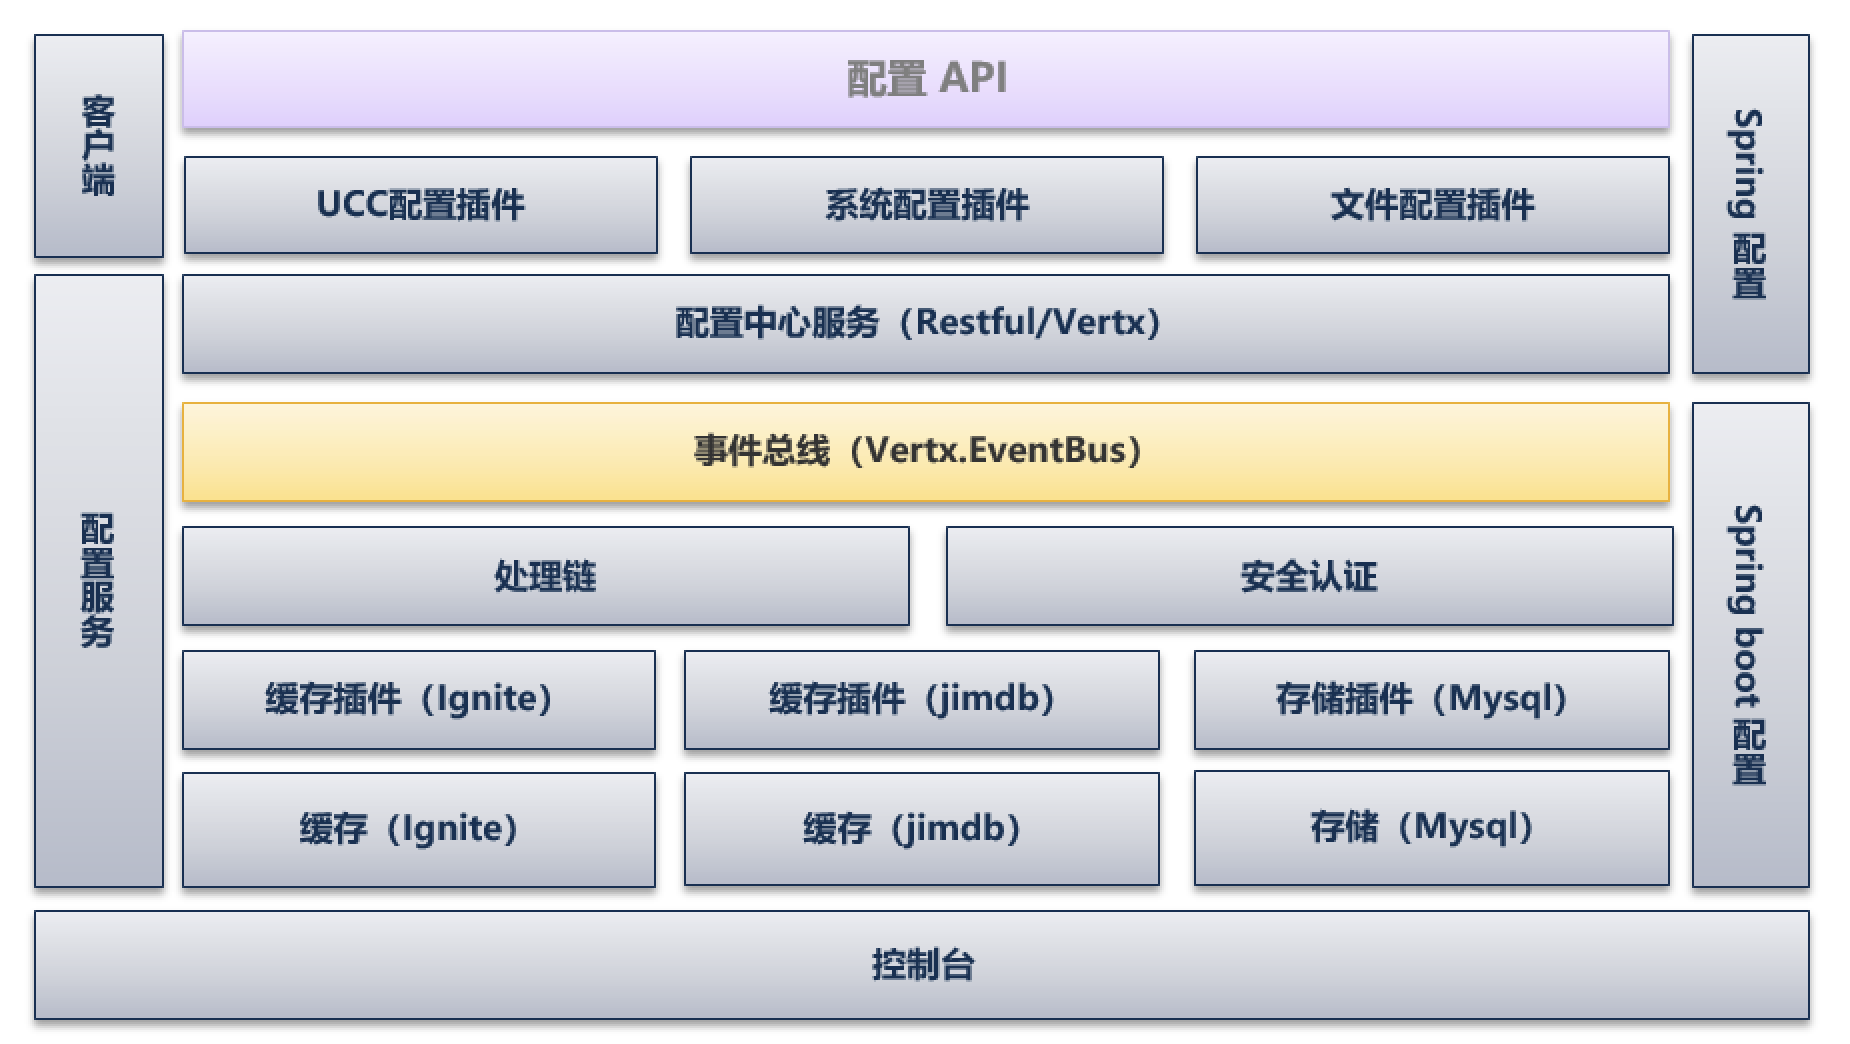 客户端
配置 API
Spring 配置
UCC配置插件
系统配置插件
文件配置插件
配置服务
配置中心服务（Restful/Vertx）
事件总线（Vertx.EventBus）
Spring boot 配置
处理链
安全认证
缓存插件（Ignite）
缓存插件（jimdb）
存储插件（Mysql）
缓存（Ignite）
缓存（jimdb）
存储（Mysql）
控制台